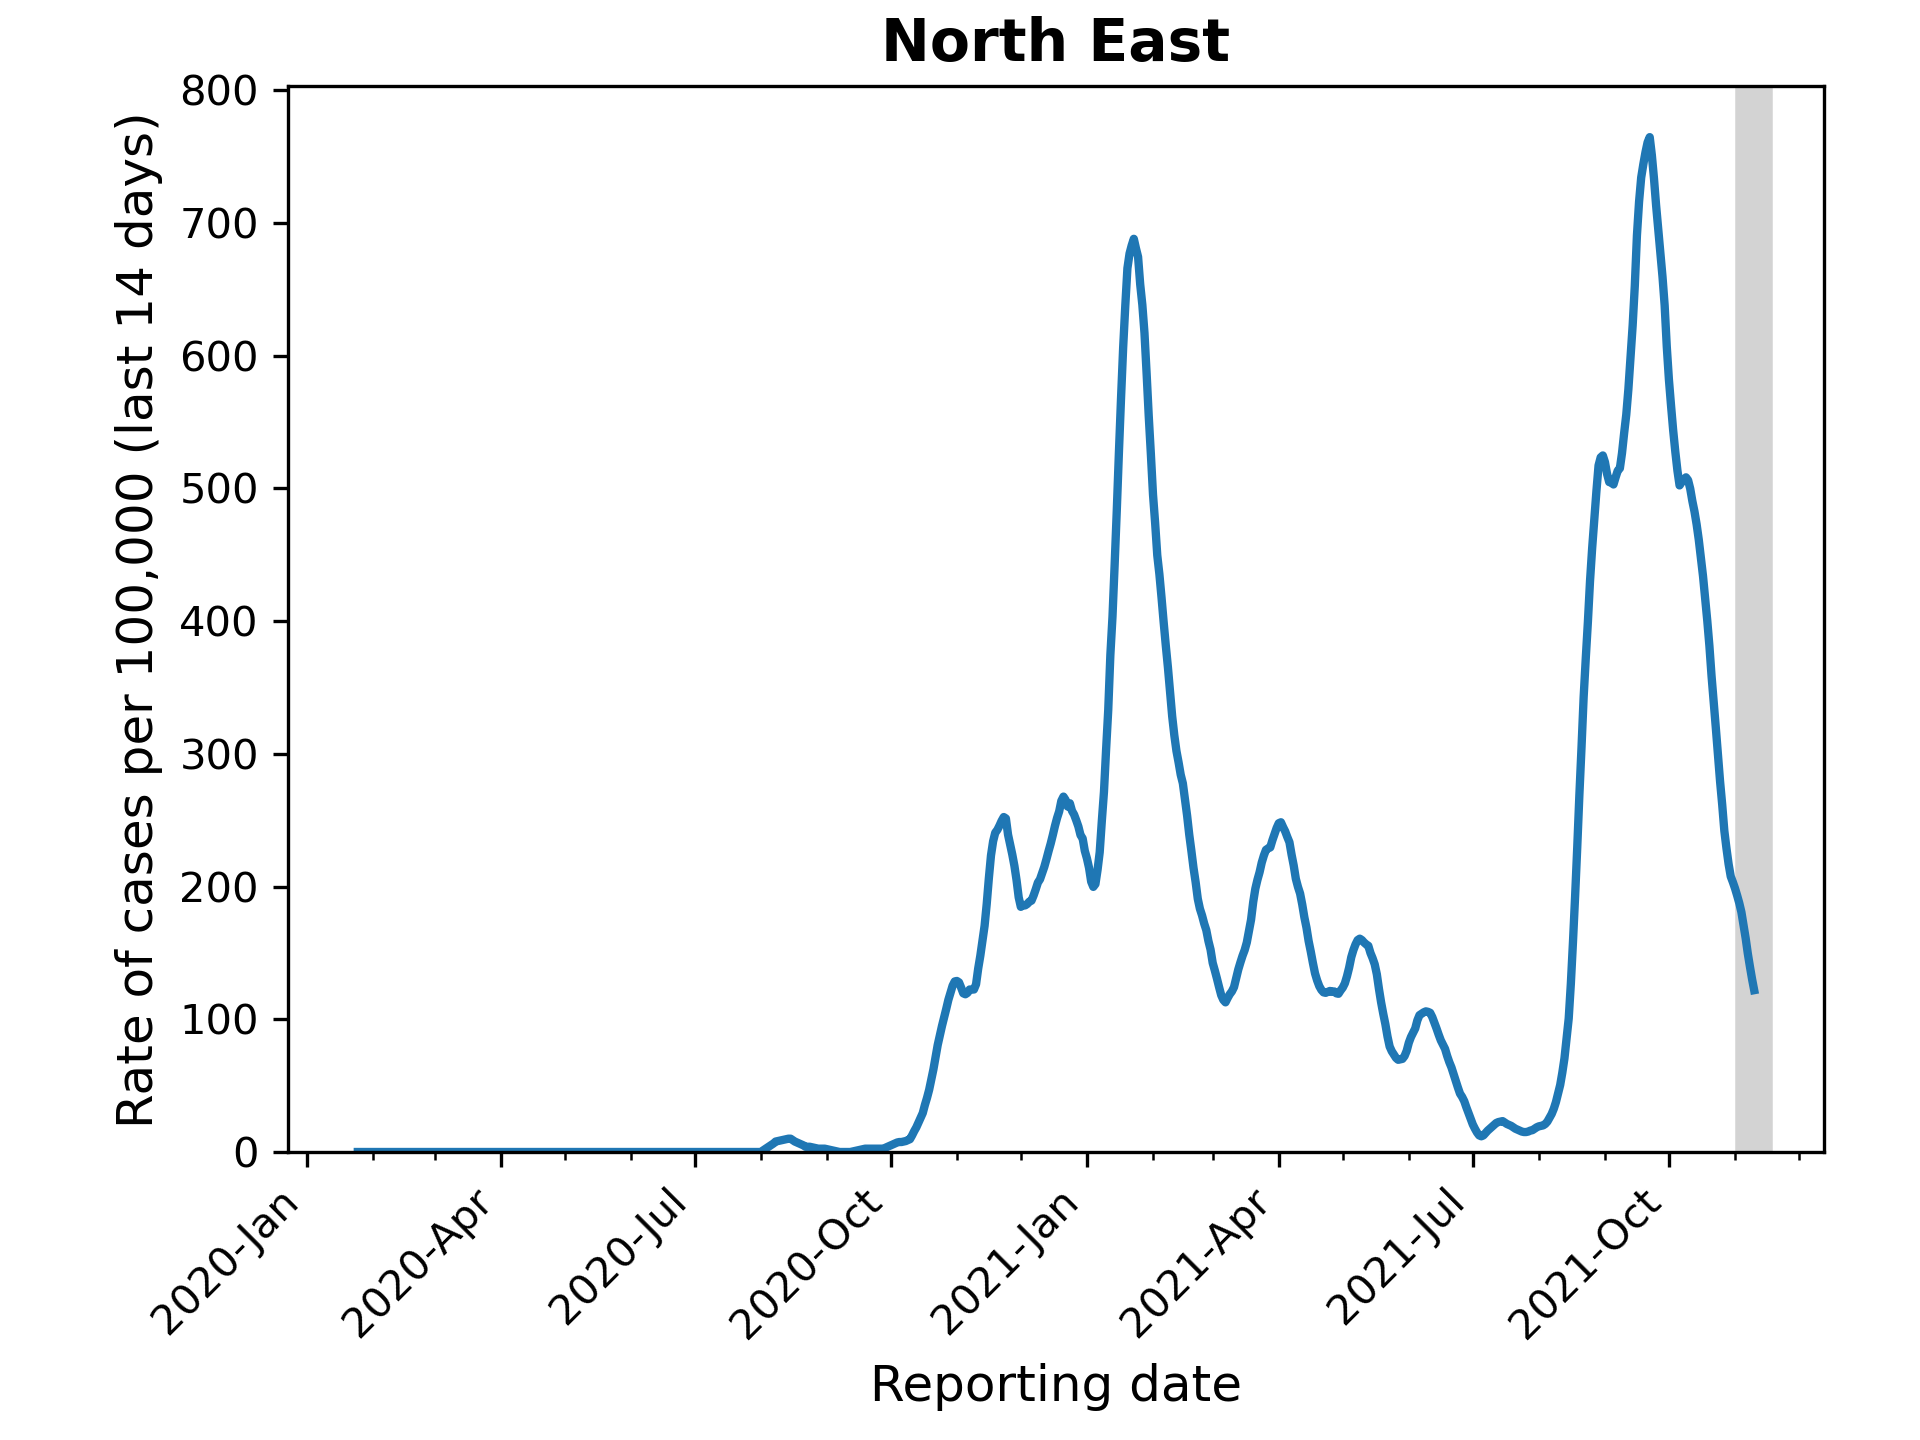 North East
Rate of cases per 100,000 (last 14 days)
800
700
600
500
400
300
200
100
0
2020-Jan
2020-Apr
2020-Jul
2020-Oct
2021-Jan
2021-Apr
2021-Jul
2021-Oct
Reporting date